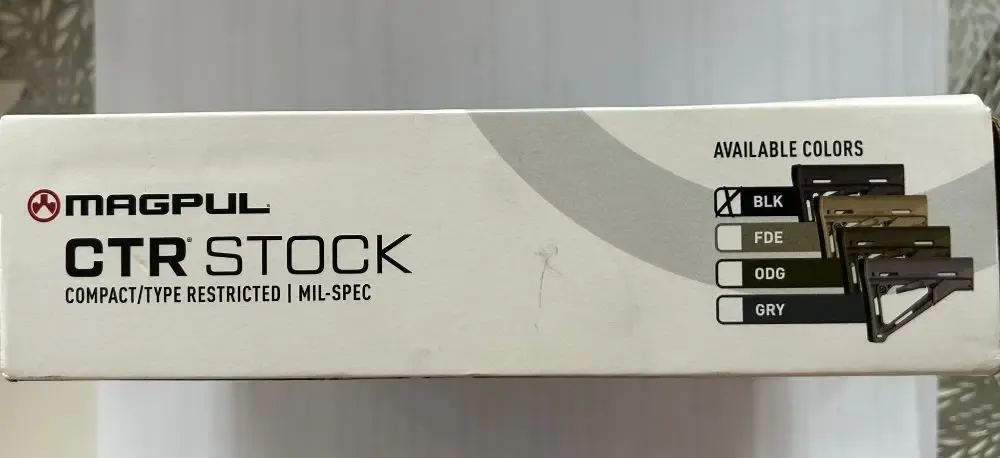 MAGPUL
CTR® STOCK
COMPACT/TYPE RESTRICTED | MIL-SPEC
AVAILABLE COLORS
BLK
FDE
ODG
GRY